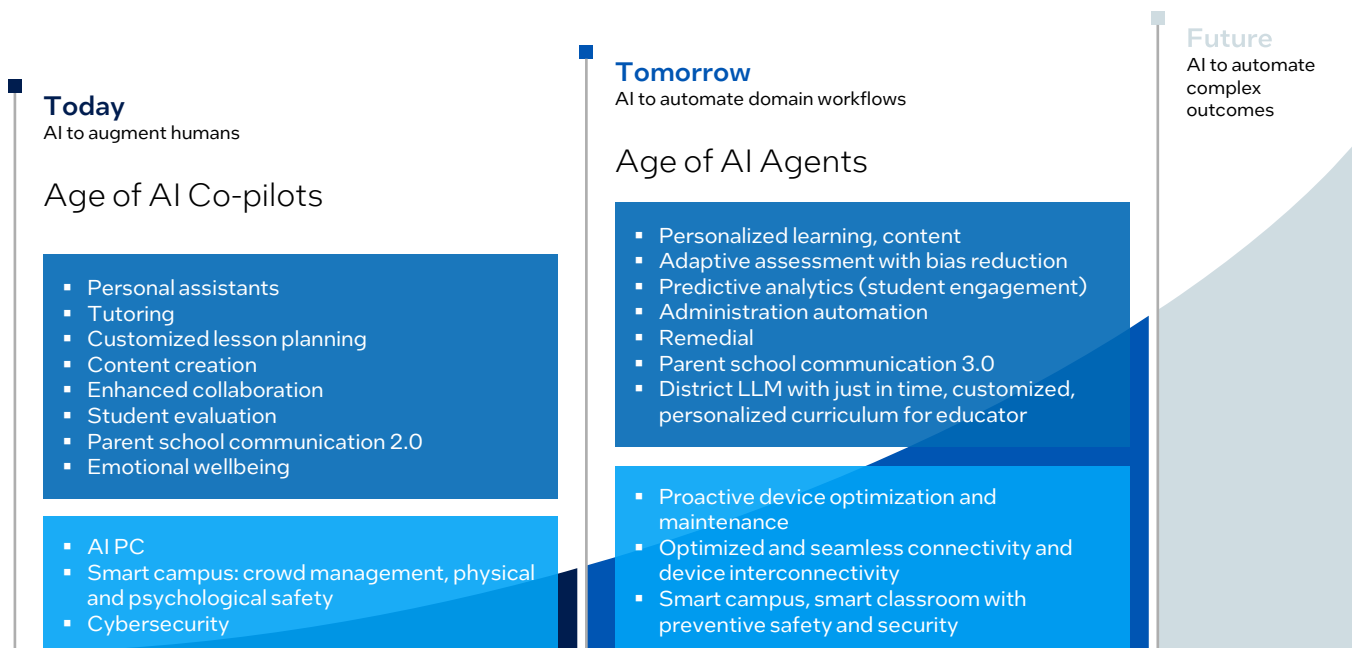 Today
AI to augment humans
Age of AI Co-pilots
▪ Personal assistants
▪ Tutoring
▪ Customized lesson planning
▪ Content creation
▪ Enhanced collaboration
▪ Student evaluation
▪ Parent school communication 2.0
▪ Emotional wellbeing
▪ AI PC
▪ Smart campus: crowd management, physical
and psychological safety
▪ Cybersecurity
Tomorrow
AI to automate domain workflows
Age of AI Agents
▪ Personalized learning, content
▪ Adaptive assessment with bias reduction
▪ Predictive analytics (student engagement)
▪ Administration automation
▪ Remedial
▪ Parent school communication 3.0
▪ District LLM with just in time, customized,
personalized curriculum for educator
▪ Proactive device optimization and
maintenance
▪ Optimized and seamless connectivity and
device interconnectivity
▪ Smart campus, smart classroom with
preventive safety and security
Future
AI to automate
complex
outcomes